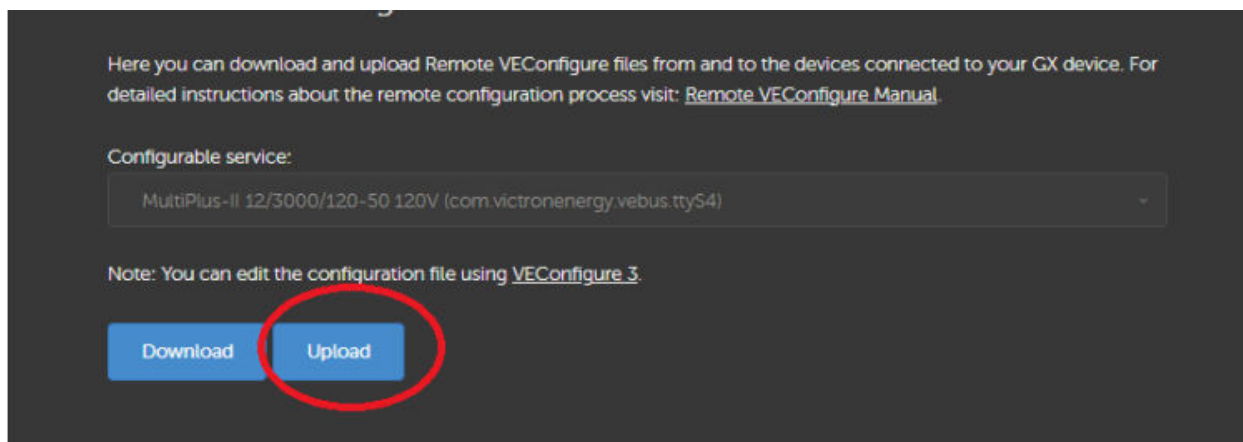 Here you can download and upload Remote VEConfigure files from and to the devices connected to your GX device. For
detailed instructions about the remote configuration process visit: Remote VEConfigure Manual.
Configurable service:
MultiPlus-II 12/3000/120-50 120V (com.victronenergy.vebus.ttyS4)
Note: You can edit the configuration file using VEConfigure 3.
Download
Upload